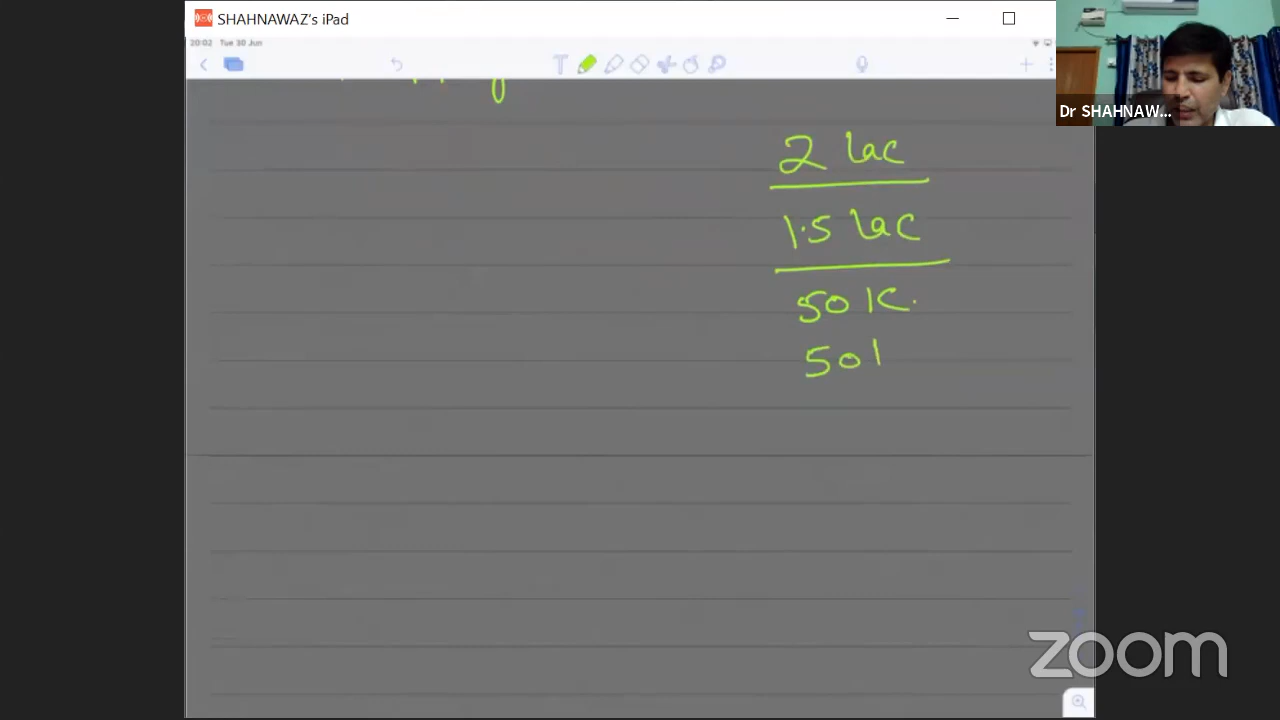 SHAHNAWAZ's iPad
20:02 Tue 30 Jun
Dr SHAHNAW...
2 lac
1.5 lac
50 K.
50
zoom